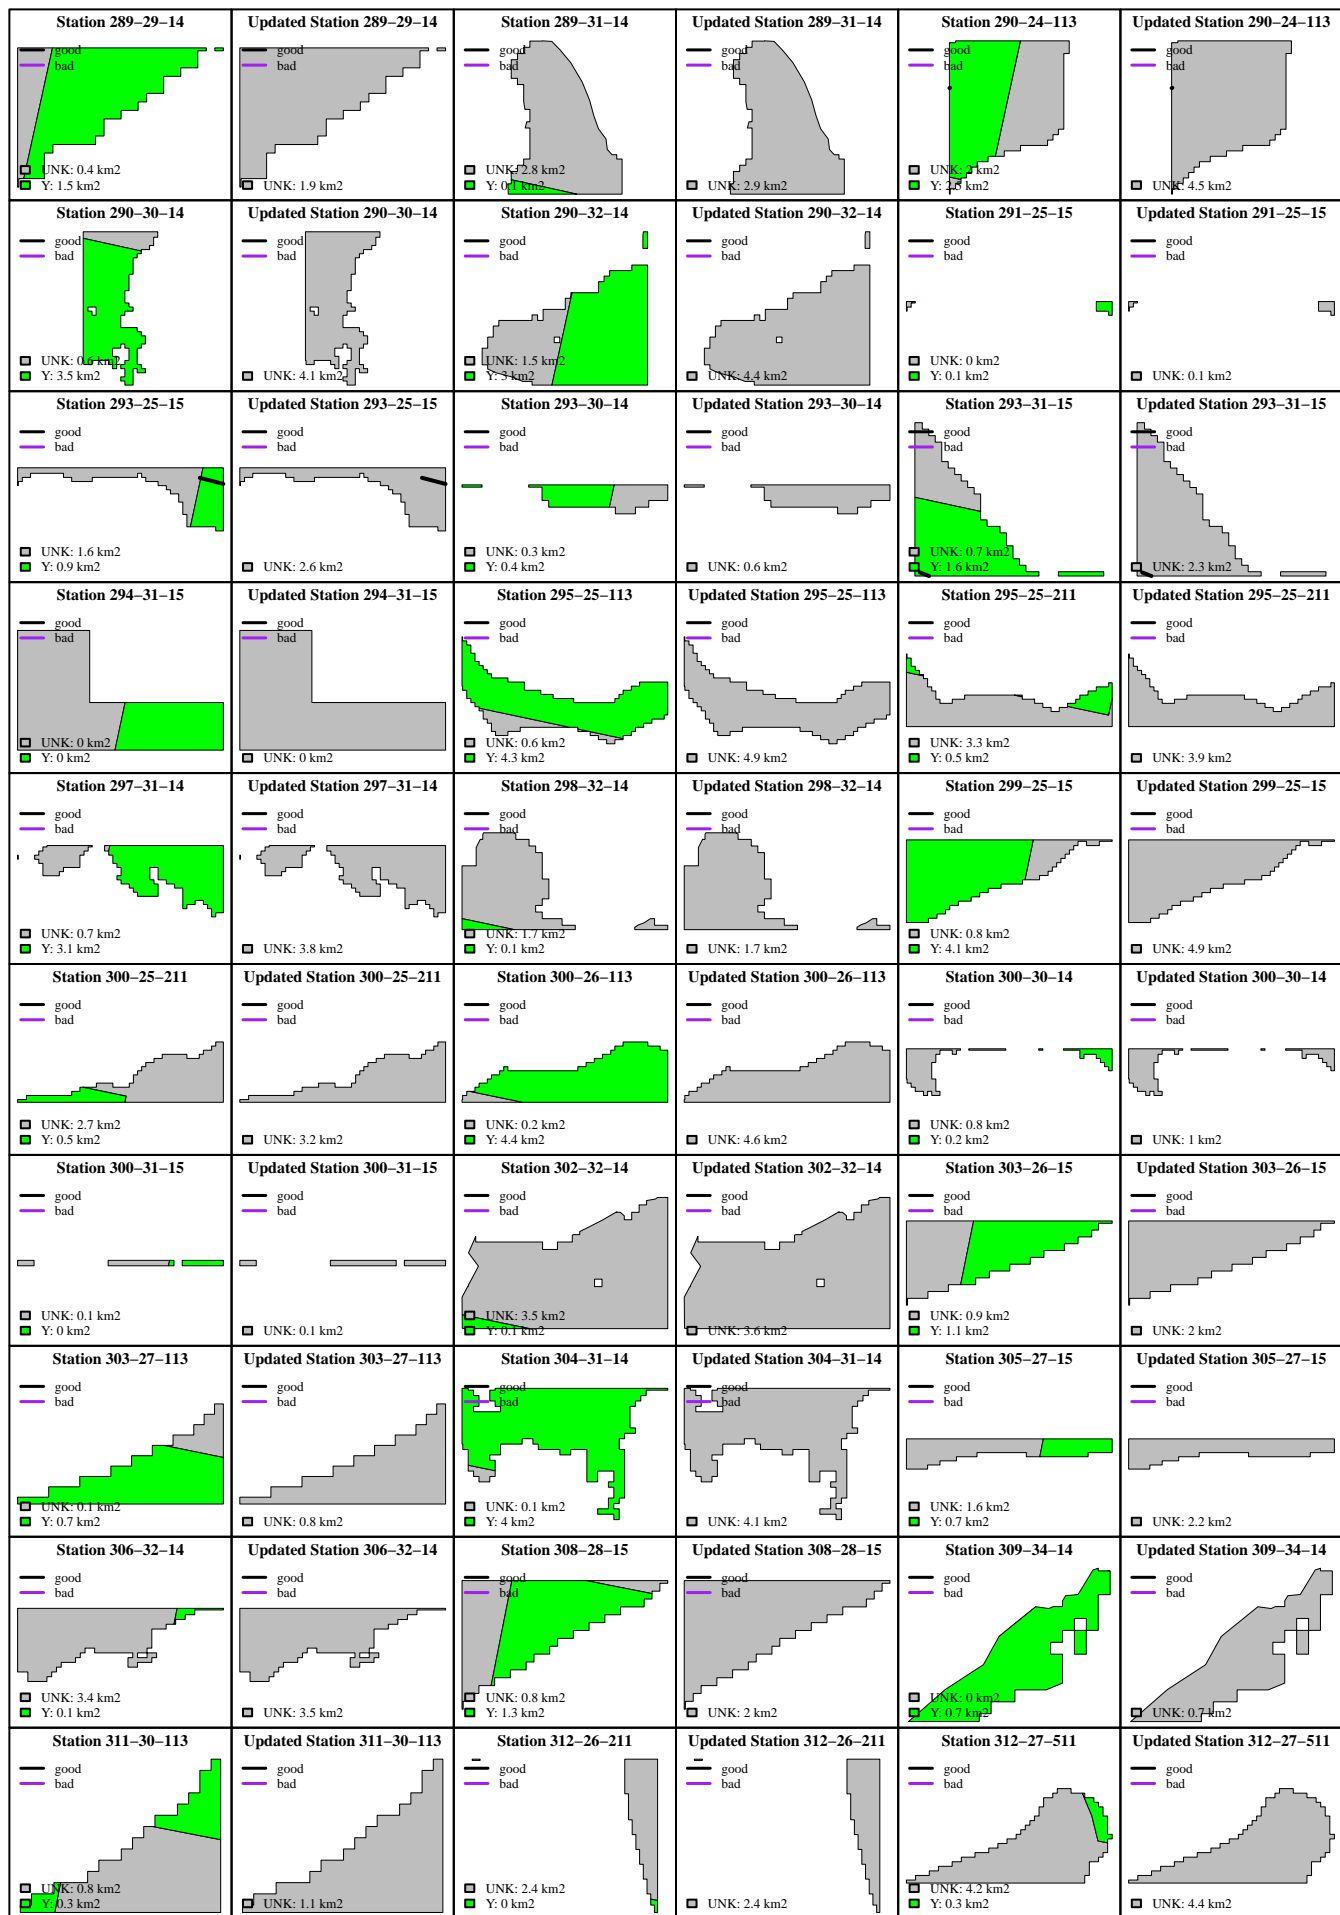 Station 289−29−14
good
bad
UNK: 0.4 km2
Y: 1.5 km2
Updated Station 289−29−14
good
bad
UNK: 1.9 km2
Station 289−31−14
good
bad
UNK: 2.8 km2
Y: 0.1 km2
Updated Station 289−31−14
good
bad
UNK: 2.9 km2
Station 290−24−113
good
bad
UNK: 2 km2
Y: 2.5 km2
Updated Station 290−24−113
good
bad
UNK: 4.5 km2
Station 290−30−14
good
bad
UNK: 0.6 km2
Y: 3.5 km2
Updated Station 290−30−14
good
bad
UNK: 4.1 km2
Station 290−32−14
good
bad
UNK: 1.5 km2
Y: 3 km2
Updated Station 290−32−14
good
bad
UNK: 4.4 km2
Station 291−25−15
good
bad
UNK: 0 km2
Y: 0.1 km2
Updated Station 291−25−15
good
bad
UNK: 0.1 km2
Station 293−25−15
good
bad
UNK: 1.6 km2
Y: 0.9 km2
Updated Station 293−25−15
good
bad
UNK: 2.6 km2
Station 293−30−14
good
bad
UNK: 0.3 km2
Y: 0.4 km2
Updated Station 293−30−14
good
bad
UNK: 0.6 km2
Station 293−31−15
good
bad
UNK: 0.7 km2
Y: 1.6 km2
Updated Station 293−31−15
good
bad
UNK: 2.3 km2
Station 294−31−15
good
bad
UNK: 0 km2
Y: 0 km2
Updated Station 294−31−15
good
bad
UNK: 0 km2
Station 295−25−113
good
bad
UNK: 0.6 km2
Y: 4.3 km2
Updated Station 295−25−113
good
bad
UNK: 4.9 km2
Station 295−25−211
good
bad
UNK: 3.3 km2
Y: 0.5 km2
Updated Station 295−25−211
good
bad
UNK: 3.9 km2
Station 297−31−14
good
bad
UNK: 0.7 km2
Y: 3.1 km2
Updated Station 297−31−14
good
bad
UNK: 3.8 km2
Station 298−32−14
good
bad
UNK: 1.7 km2
Y: 0.1 km2
Updated Station 298−32−14
good
bad
UNK: 1.7 km2
Station 299−25−15
good
bad
UNK: 0.8 km2
Y: 4.1 km2
Updated Station 299−25−15
good
bad
UNK: 4.9 km2
Station 300−25−211
good
bad
UNK: 2.7 km2
Y: 0.5 km2
Updated Station 300−25−211
good
bad
UNK: 3.2 km2
Station 300−26−113
good
bad
UNK: 0.2 km2
Y: 4.4 km2
Updated Station 300−26−113
good
bad
UNK: 4.6 km2
Station 300−30−14
good
bad
UNK: 0.8 km2
Y: 0.2 km2
Updated Station 300−30−14
good
bad
UNK: 1 km2
Station 300−31−15
good
bad
UNK: 0.1 km2
Y: 0 km2
Updated Station 300−31−15
good
bad
UNK: 0.1 km2
Station 302−32−14
good
bad
UNK: 3.5 km2
Y: 0.1 km2
Updated Station 302−32−14
good
bad
UNK: 3.6 km2
Station 303−26−15
good
bad
UNK: 0.9 km2
Y: 1.1 km2
Updated Station 303−26−15
good
bad
UNK: 2 km2
Station 303−27−113
good
bad
UNK: 0.1 km2
Y: 0.7 km2
Updated Station 303−27−113
good
bad
UNK: 0.8 km2
Station 304−31−14
good
bad
UNK: 0.1 km2
Y: 4 km2
Updated Station 304−31−14
good
bad
UNK: 4.1 km2
Station 305−27−15
good
bad
UNK: 1.6 km2
Y: 0.7 km2
Updated Station 305−27−15
good
bad
UNK: 2.2 km2
Station 306−32−14
good
bad
UNK: 3.4 km2
Y: 0.1 km2
Updated Station 306−32−14
good
bad
UNK: 3.5 km2
Station 308−28−15
good
bad
UNK: 0.8 km2
Y: 1.3 km2
Updated Station 308−28−15
good
bad
UNK: 2 km2
Station 309−34−14
good
bad
UNK: 0 km2
Y: 0.7 km2
Updated Station 309−34−14
good
bad
UNK: 0.7 km2
Station 311−30−113
good
bad
UNK: 0.8 km2
Y: 0.3 km2
Updated Station 311−30−113
good
bad
UNK: 1.1 km2
Station 312−26−211
good
bad
UNK: 2.4 km2
Y: 0 km2
Updated Station 312−26−211
good
bad
UNK: 2.4 km2
Station 312−27−511
good
bad
UNK: 4.2 km2
Y: 0.3 km2
Updated Station 312−27−511
good
bad
UNK: 4.4 km2